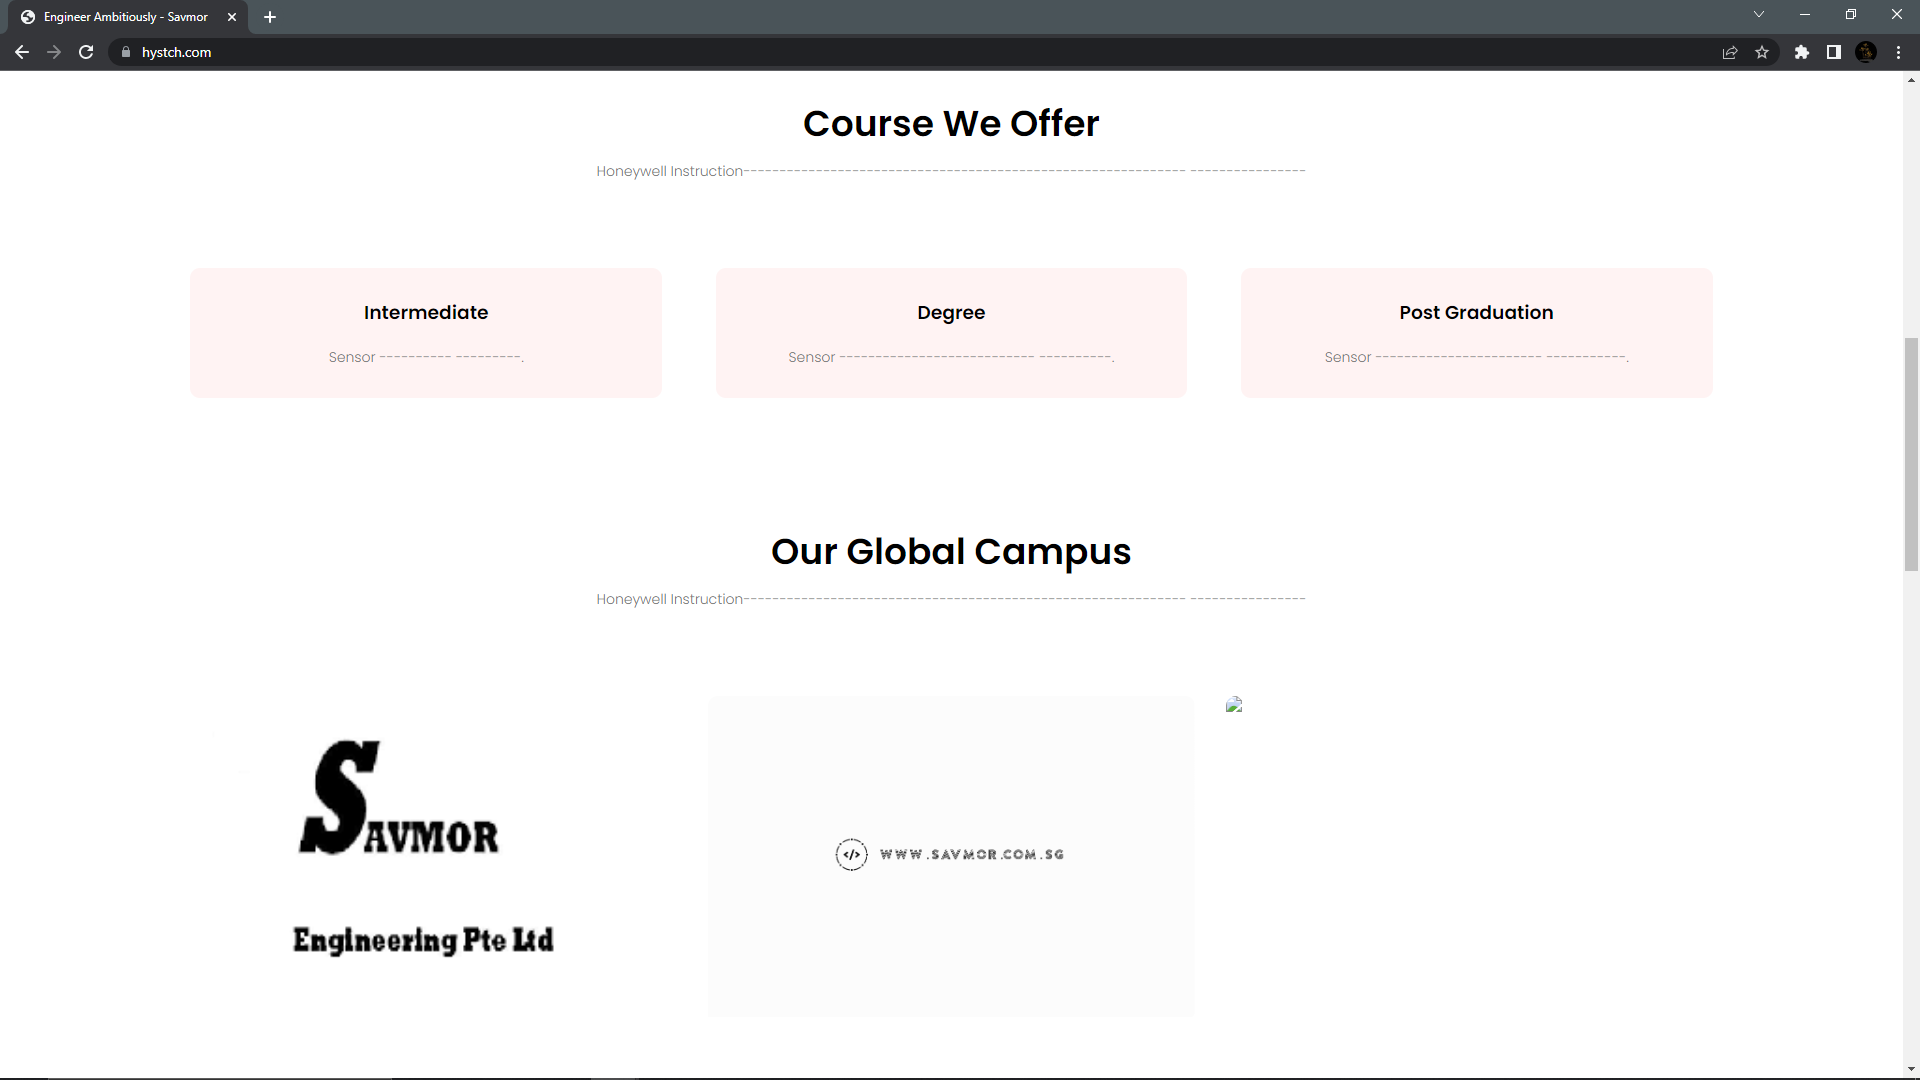 Engineer Ambitiously - Savmor
hystch.com
Course We Offer
Honeywell Instruction------------------------------------------------------------- ----------------
Intermediate
Sensor ---------- ---------.
Degree
Sensor --------------------------- ----------.
Post Graduation
Sensor ----------------------- -----------.
Our Global Campus
Honeywell Instruction------------------------------------------------------------- ----------------
SAVMOR
Engineering Pte Ltd
</> WWW.SAVMOR.COM.SG